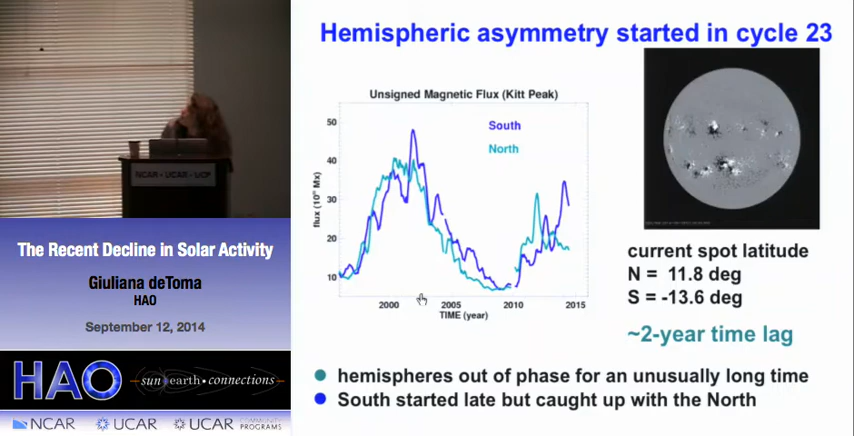 Hemispheric asymmetry started in cycle 23
Unsigned Magnetic Flux (Kitt Peak)
South
North
50
40
30
20
10
2000
2005
2010
2015
TIME (year)
current spot latitude
N = 11.8 deg
S = -13.6 deg
~2-year time lag
hemispheres out of phase for an unusually long time
South started late but caught up with the North
NCAR • UCAR • UCP
The Recent Decline in Solar Activity
Giuliana deToma
HAO
September 12, 2014
HAO
sun earth • connections
NCAR
UCAR
UCAR COMMUNITY PROGRAMS